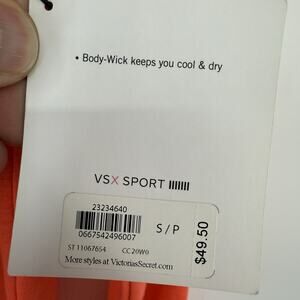 • Body-Wick keeps you cool & dry
VSX SPORT
23234640
0667542496007
S / P
$49.50
ST 11067654 CC 20W0
More styles at VictoriasSecret.com